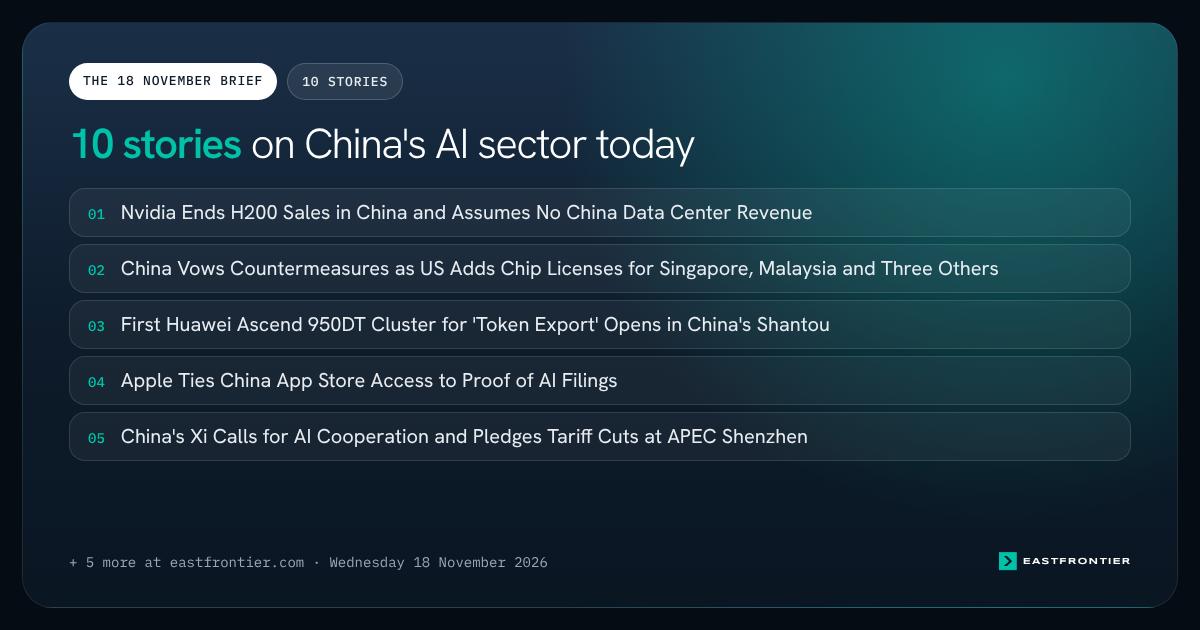 THE 18 NOVEMBER BRIEF
10 STORIES
10 stories on China's AI sector today
01 Nvidia Ends H200 Sales in China and Assumes No China Data Center Revenue
02 China Vows Countermeasures as US Adds Chip Licenses for Singapore, Malaysia and Three Others
03 First Huawei Ascend 950DT Cluster for 'Token Export' Opens in China's Shantou
04 Apple Ties China App Store Access to Proof of AI Filings
05 China's Xi Calls for AI Cooperation and Pledges Tariff Cuts at APEC Shenzhen
+ 5 more at eastfrontier.com · Wednesday 18 November 2026
EASTFRONTIER